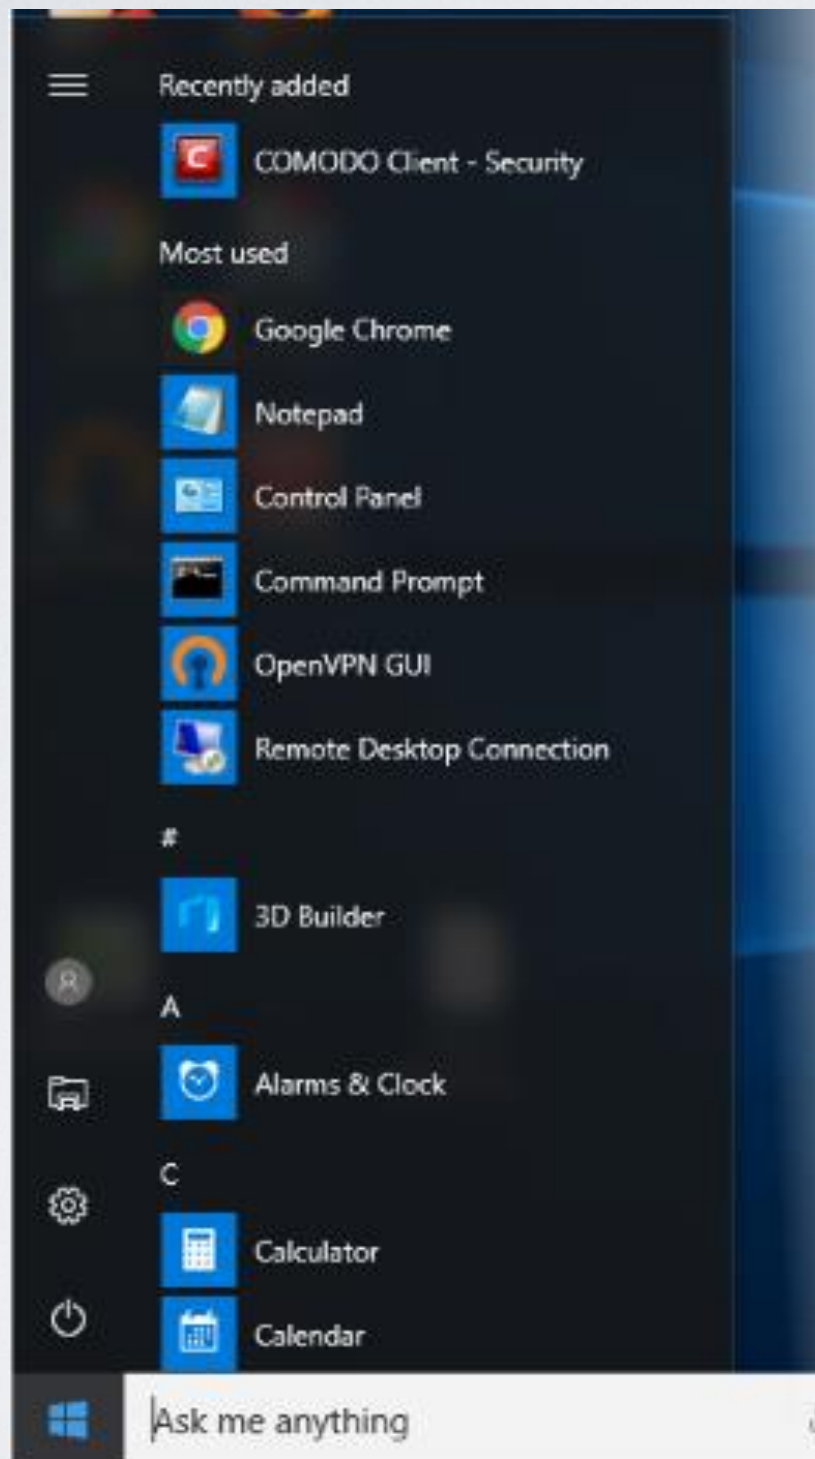 Recently added
COMODO Client - Security
Most used
Google Chrome
Notepad
Control Panel
Command Prompt
OpenVPN GUI
Remote Desktop Connection
#
3D Builder
A
Alarms & Clock
C
Calculator
Calendar
Ask me anything